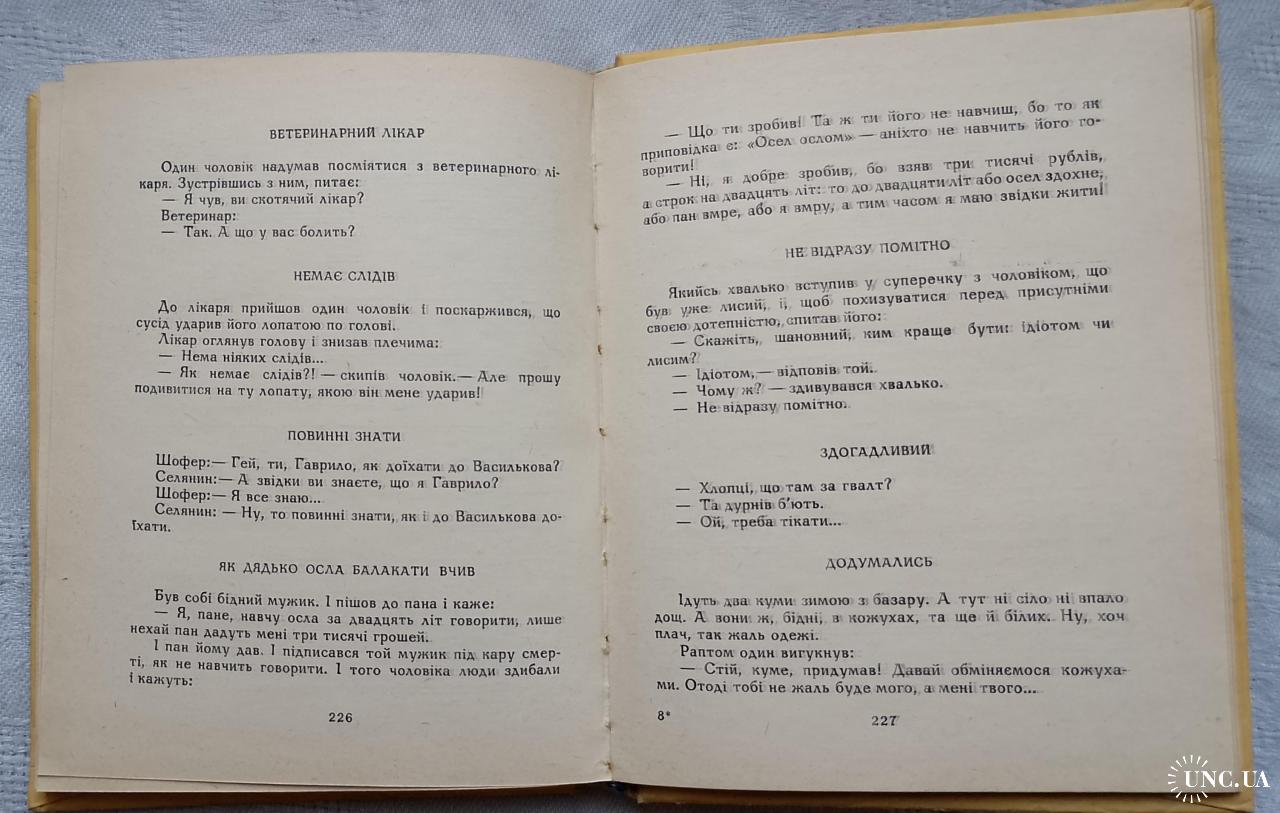 ВЕТЕРИНАРНИЙ ЛІКАР
Один чоловік надумав посміятися з ветеринарного лі-
каря. Зустрівшись з ним, питає:
— Я чув, ви скотячий лікар?
Ветеринар:
— Так. А що у вас болить?
НЕМАЄ СЛІДІВ
До лікаря прийшов один чоловік і поскаржився, що
сусід ударив його лопатою по голові.
Лікар оглянув голову і знизав плечима:
— Нема ніяких слідів...
— Як немає слідів?! — скипів чоловік.— Але прошу
подивитися на ту лопату, якою він мене ударив!
ПОВИННІ ЗНАТИ
Шофер:— Гей, ти, Гаврило, як доїхати до Василькова?
Селянин:— А звідки ви знаєте, що я Гаврило?
Шофер:— Я все знаю...
Селянин: — Ну, то повинні знати, як і до Василькова до-
їхати.
ЯК ДЯДЬКО ОСЛА БАЛАКАТИ ВЧИВ
Був собі бідний мужик. І пішов до пана і каже:
— Я, пане, навчу осла за двадцять літ говорити, лише
нехай пан дадуть мені три тисячі грошей.
І пан йому дав. І підписався той мужик під кару смер-
ті, як не навчить говорити. І того чоловіка люди здибали
і кажуть:
226
— Що ти зробив! Та ж ти його не навчиш, бо то як
приповідка є: «Осел ослом» — аніхто не навчить його го-
ворити!
— Ні, я добре зробив, бо взяв три тисячі рублів,
а строк на двадцять літ: то до двадцяти літ або осел здохне,
або пан вмре, або я вмру, а тим часом я маю звідки жити!
НЕ ВІДРАЗУ ПОМІТНО
Якийсь хвалько вступив у суперечку з чоловіком, що
був уже лисий, і, щоб похизуватися перед присутніми
своєю дотепністю, спитав його:
— Скажіть, шановний, ким краще бути: ідіотом чи
лисим?
— Ідіотом, — відповів той.
— Чому ж? — здивувався хвалько.
— Не відразу помітно.
ЗДОГАДЛИВИЙ
— Хлопці, що там за гвалт?
— Та дурнів б'ють.
— Ой, треба тікати...
ДОДУМАЛИСЬ
Ідуть два куми зимою з базару. А тут ні сіло ні впало
дощ. А вони ж, бідні, в кожухах, та ще й білих. Ну, хоч
плач, так жаль одежі.
Раптом один вигукнув:
— Стій, куме, придумав! Давай обміняємося кожуха-
ми. Отоді тобі не жаль буде мого, а мені твого...
8*
227
UNC.UA